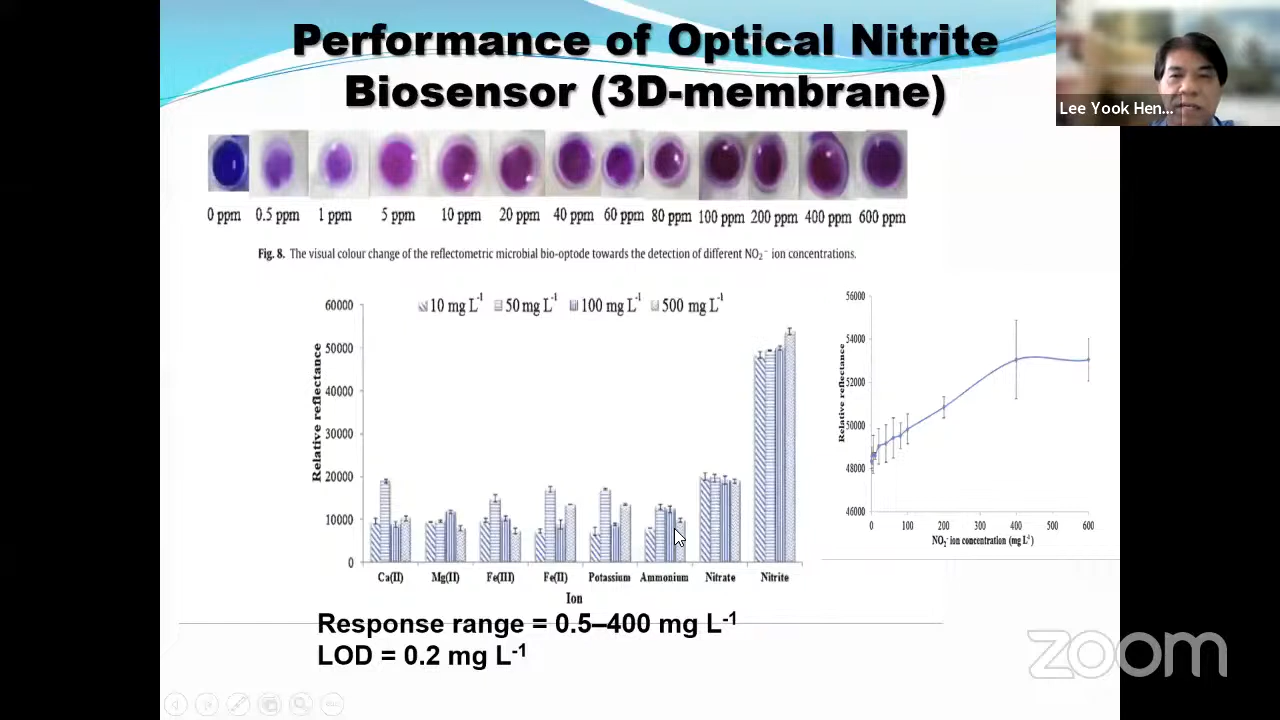 Performance of Optical Nitrite
Biosensor (3D-membrane)
Lee Yook Hen...
0 ppm 0.5 ppm 1 ppm 5 ppm 10 ppm 20 ppm 40 ppm 60 ppm 80 ppm 100 ppm 200 ppm 400 ppm 600 ppm
Fig. 8. The visual colour change of the reflectometric microbial bio-optode towards the detection of different NO₂⁻ ion concentrations.
10 mg L⁻¹ 50 mg L⁻¹ 100 mg L⁻¹ 500 mg L⁻¹
Relative reflectance
60000
50000
40000
30000
20000
10000
0
Ca(II) Mg(II) Fe(III) Fe(II) Potassium Ammonium Nitrate Nitrite
Ion
Relative reflectance
56000
54000
52000
50000
48000
46000
0 100 200 300 400 500 600
NO₂⁻ ion concentration (mg L⁻¹)
Response range = 0.5–400 mg L⁻¹
LOD = 0.2 mg L⁻¹
zoom